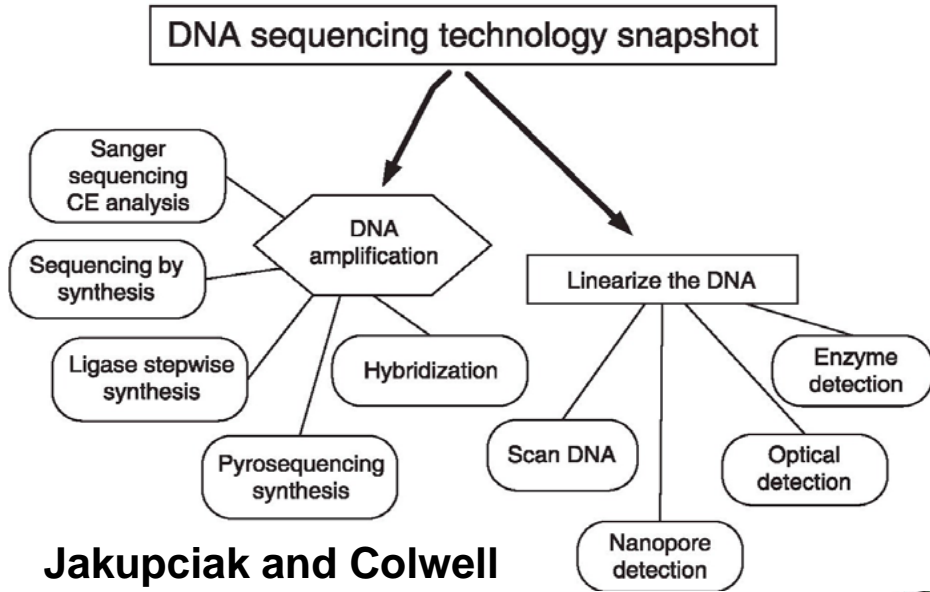 DNA sequencing technology snapshot
Sanger
sequencing
CE analysis
DNA
amplification
Sequencing by
synthesis
Linearize the DNA
Ligase stepwise
synthesis
Hybridization
Enzyme
detection
Pyrosequencing
synthesis
Scan DNA
Optical
detection
Nanopore
detection
Jakupciak and Colwell